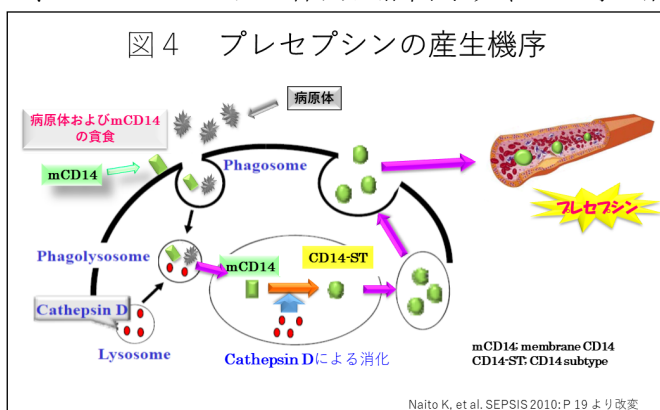 図４　プレセプシンの産生機序
病原体
病原体およびmCD14
の貪食
mCD14
Phagosome
プレセプシン
Phagolysosome
mCD14
CD14-ST
Cathepsin D
Lysosome
Cathepsin Dによる消化
mCD14; membrane CD14
CD14-ST; CD14 subtype
Naito K, et al. SEPSIS 2010; P 19 より改変